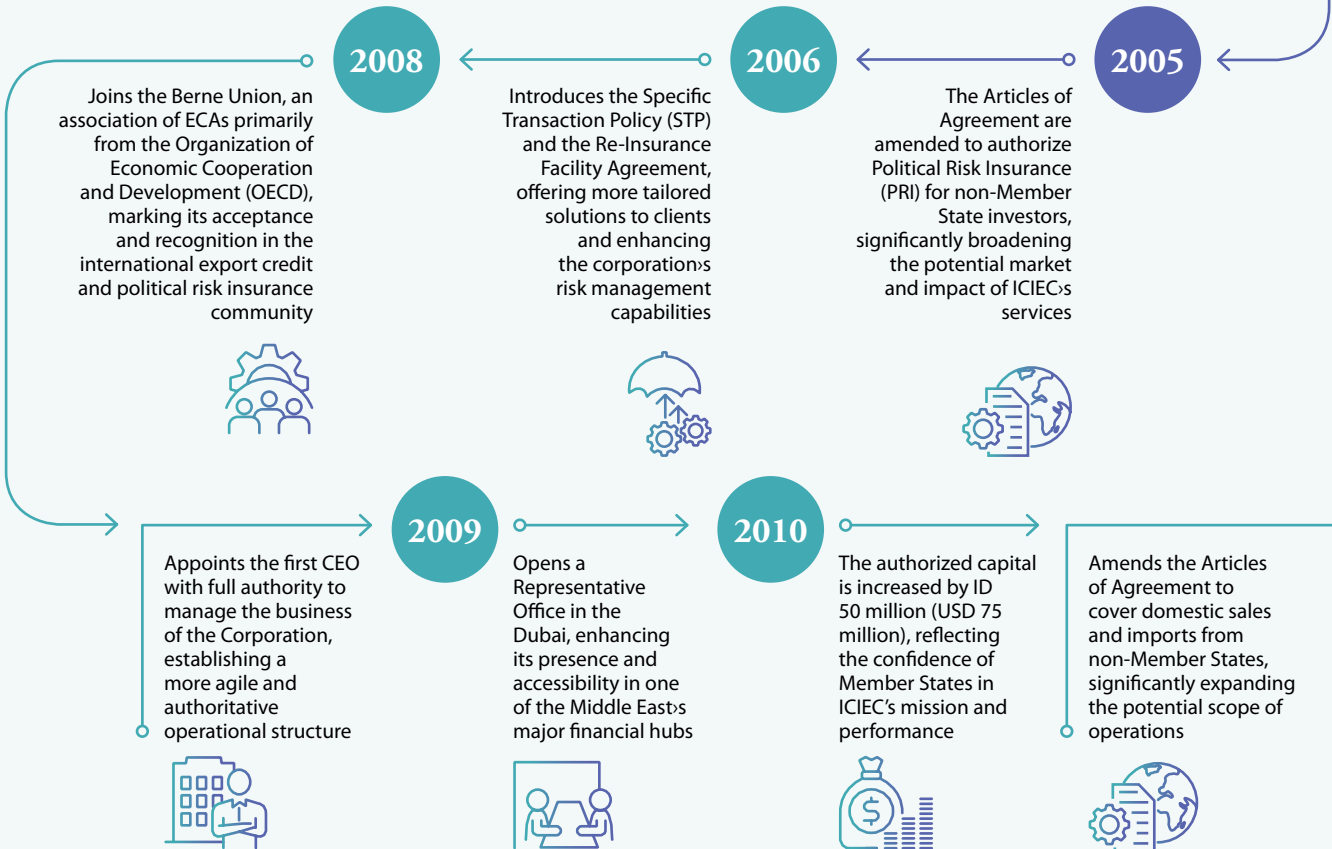 2005
The Articles of
Agreement are
amended to authorize
Political Risk Insurance
(PRI) for non-Member
State investors,
significantly broadening
the potential market
and impact of ICIEC›s
services
2006
Introduces the Specific
Transaction Policy (STP)
and the Re-Insurance
Facility Agreement,
offering more tailored
solutions to clients
and enhancing
the corporation›s
risk management
capabilities
2008
Joins the Berne Union, an
association of ECAs primarily
from the Organization of
Economic Cooperation
and Development (OECD),
marking its acceptance
and recognition in the
international export credit
and political risk insurance
community
Appoints the first CEO
with full authority to
manage the business
of the Corporation,
establishing a
more agile and
authoritative
operational structure
2009
Opens a
Representative
Office in the
Dubai, enhancing
its presence and
accessibility in one
of the Middle East›s
major financial hubs
2010
The authorized capital
is increased by ID
50 million (USD 75
million), reflecting
the confidence of
Member States in
ICIEC’s mission and
performance
Amends the Articles
of Agreement to
cover domestic sales
and imports from
non-Member States,
significantly expanding
the potential scope of
operations
$